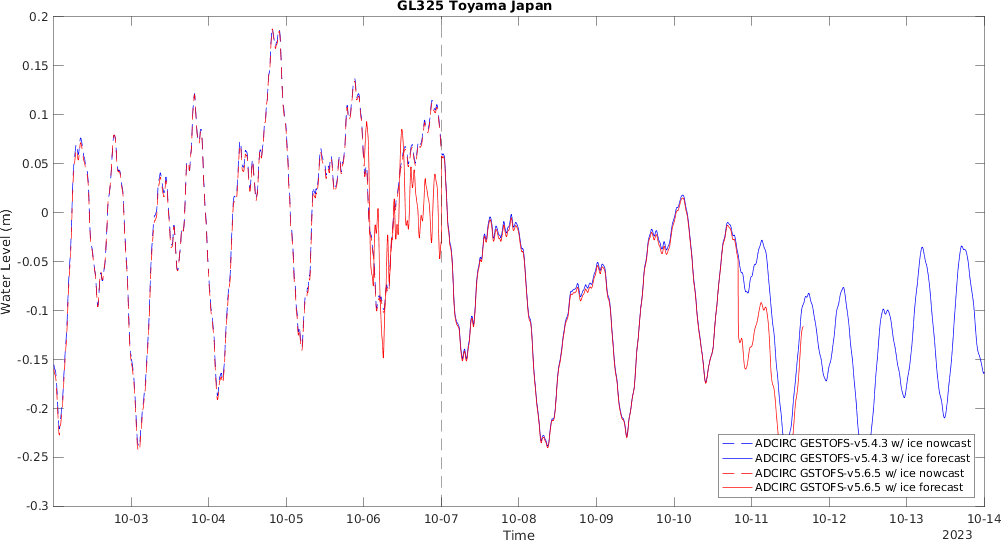 GL325 Toyama Japan
0.2
0.15
0.1
0.05
0
-0.05
-0.1
-0.15
-0.2
-0.25
-0.3
Water Level (m)
ADCIRC GESTOFS-v5.4.3 w/ ice nowcast
ADCIRC GESTOFS-v5.4.3 w/ ice forecast
ADCIRC GSTOFS-v5.6.5 w/ ice nowcast
ADCIRC GSTOFS-v5.6.5 w/ ice forecast
10-03 10-04 10-05 10-06 10-07 10-08 10-09 10-10 10-11 10-12 10-13 10-14
Time
2023